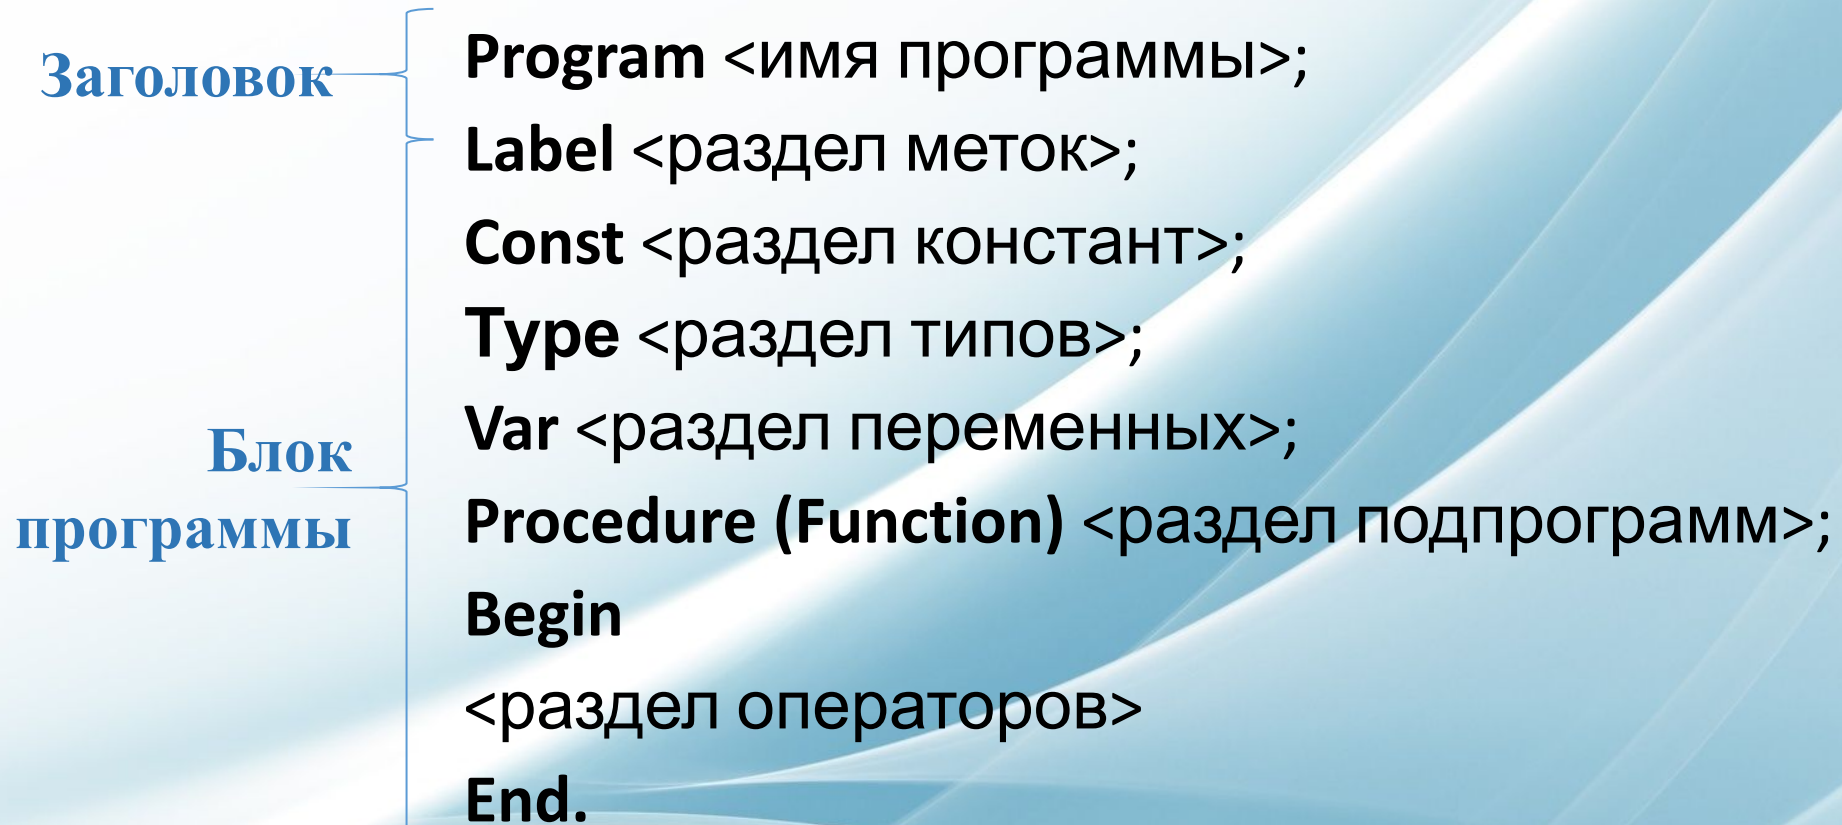 Заголовок
Program <имя программы>;
Label <раздел меток>;
Const <раздел констант>;
Type <раздел типов>;
Var <раздел переменных>;
Блок
программы
Procedure (Function) <раздел подпрограмм>;
Begin
<раздел операторов>
End.